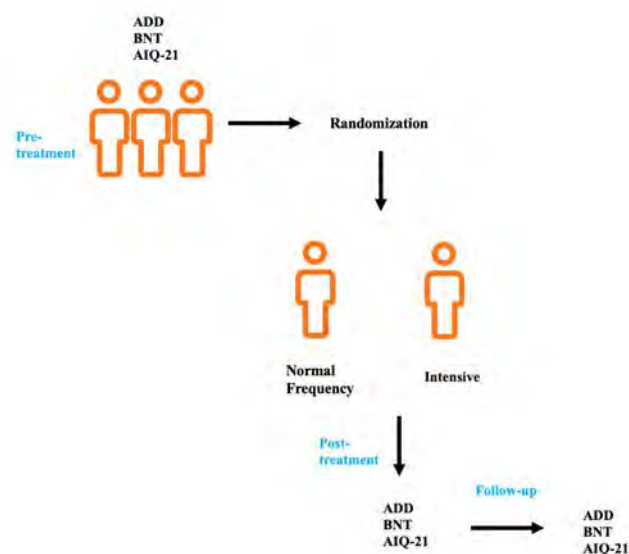 ADD
BNT
AIQ-21
Pre-
treatment
Randomization
Normal
Frequency
Intensive
Post-
treatment
ADD
BNT
AIQ-21
Follow-up
ADD
BNT
AIQ-21